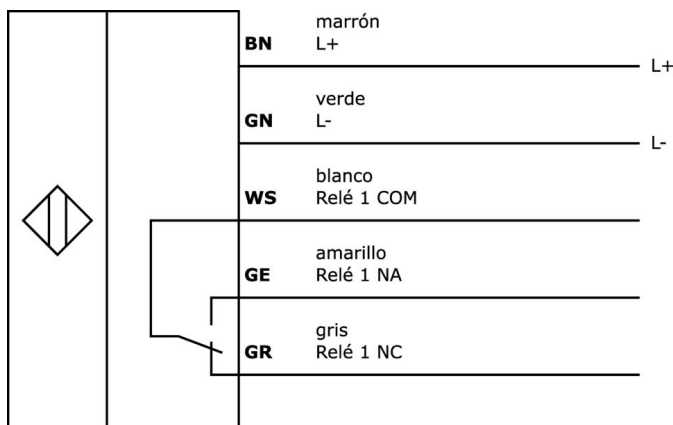 marrón
BN L+
L+
verde
GN L-
L-
blanco
WS Relé 1 COM
amarillo
GE Relé 1 NA
gris
GR Relé 1 NC